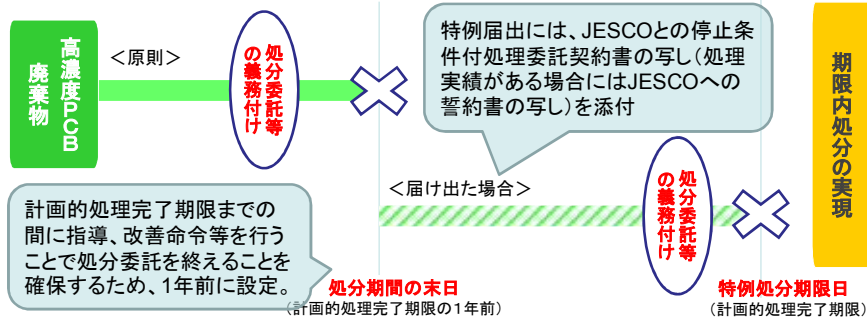 高濃度PCB
廃棄物
＜原則＞
処分委託等
の義務付け
特例届出には、JESCOとの停止条
件付処理委託契約書の写し（処理
実績がある場合にはJESCOへの
誓約書の写し）を添付
期限内処分の実現
＜届け出た場合＞
処分委託等
の義務付け
計画的処理完了期限までの
間に指導、改善命令等を行う
ことで処分委託を終えることを
確保するため、1年前に設定。
処分期間の末日
（計画的処理完了期限の1年前）
特例処分期限日
（計画的処理完了期限）